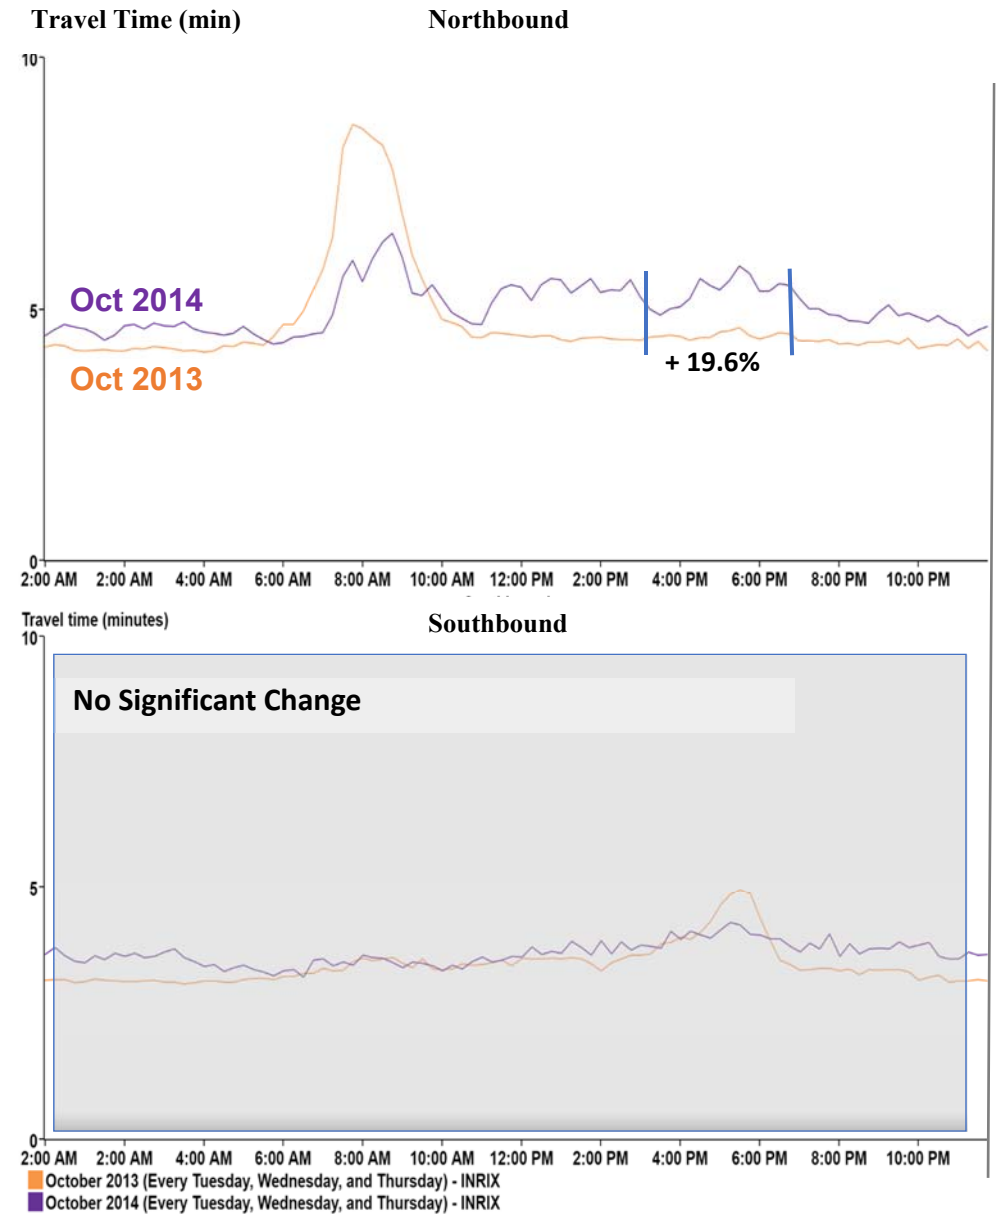 Travel Time (min) Northbound
10
Oct 2014
5
Oct 2013
+ 19.6%
0
2:00 AM 2:00 AM 4:00 AM 6:00 AM 8:00 AM 10:00 AM 12:00 PM 2:00 PM 4:00 PM 6:00 PM 8:00 PM 10:00 PM
Travel time (minutes) Southbound
10
No Significant Change
5
0
2:00 AM 2:00 AM 4:00 AM 6:00 AM 8:00 AM 10:00 AM 12:00 PM 2:00 PM 4:00 PM 6:00 PM 8:00 PM 10:00 PM
October 2013 (Every Tuesday, Wednesday, and Thursday) - INRIX
October 2014 (Every Tuesday, Wednesday, and Thursday) - INRIX